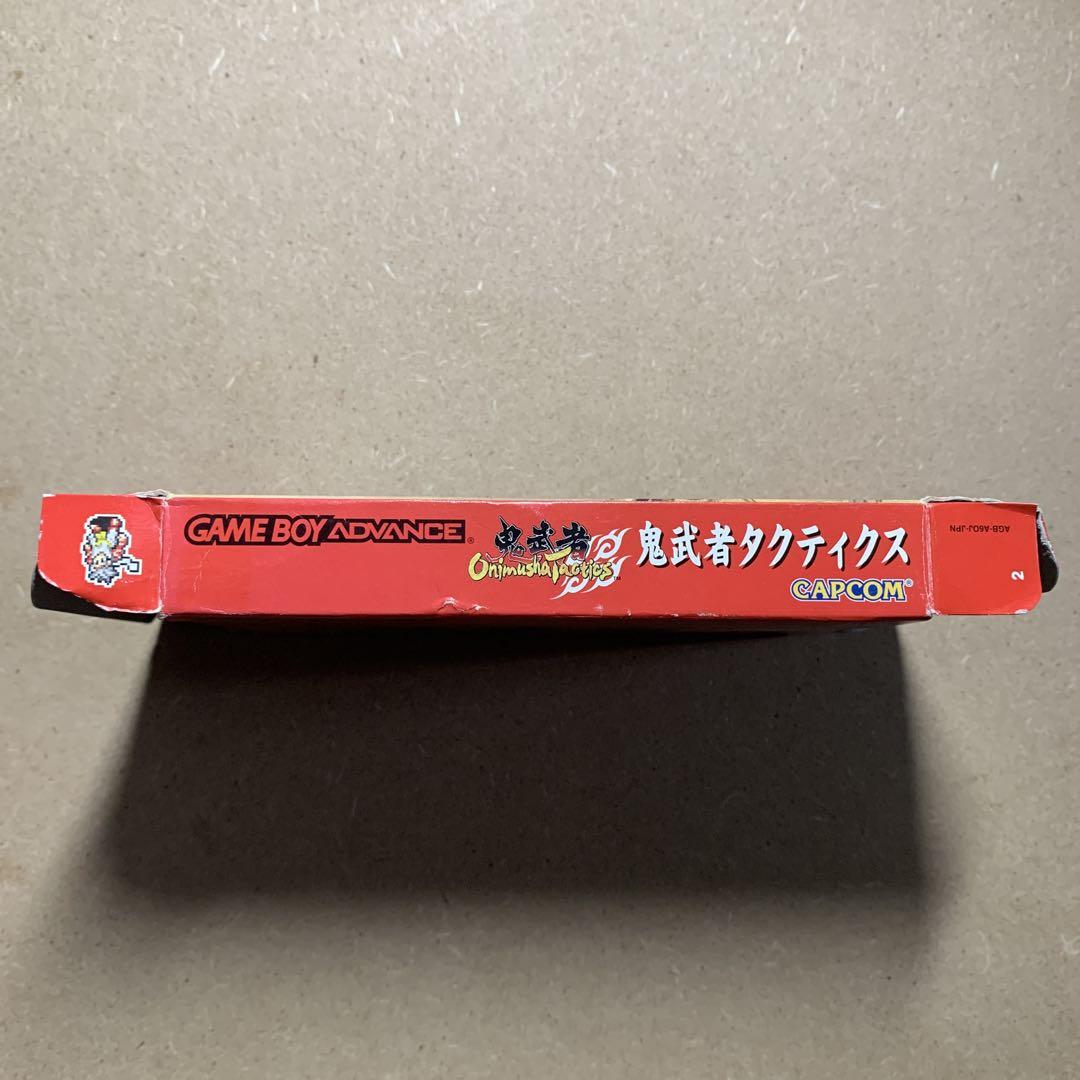 GAME BOY ADVANCE®
鬼武者
Onimusha Tactics™
鬼武者タクティクス
CAPCOM®
AGB-A6OJ-JPN
2